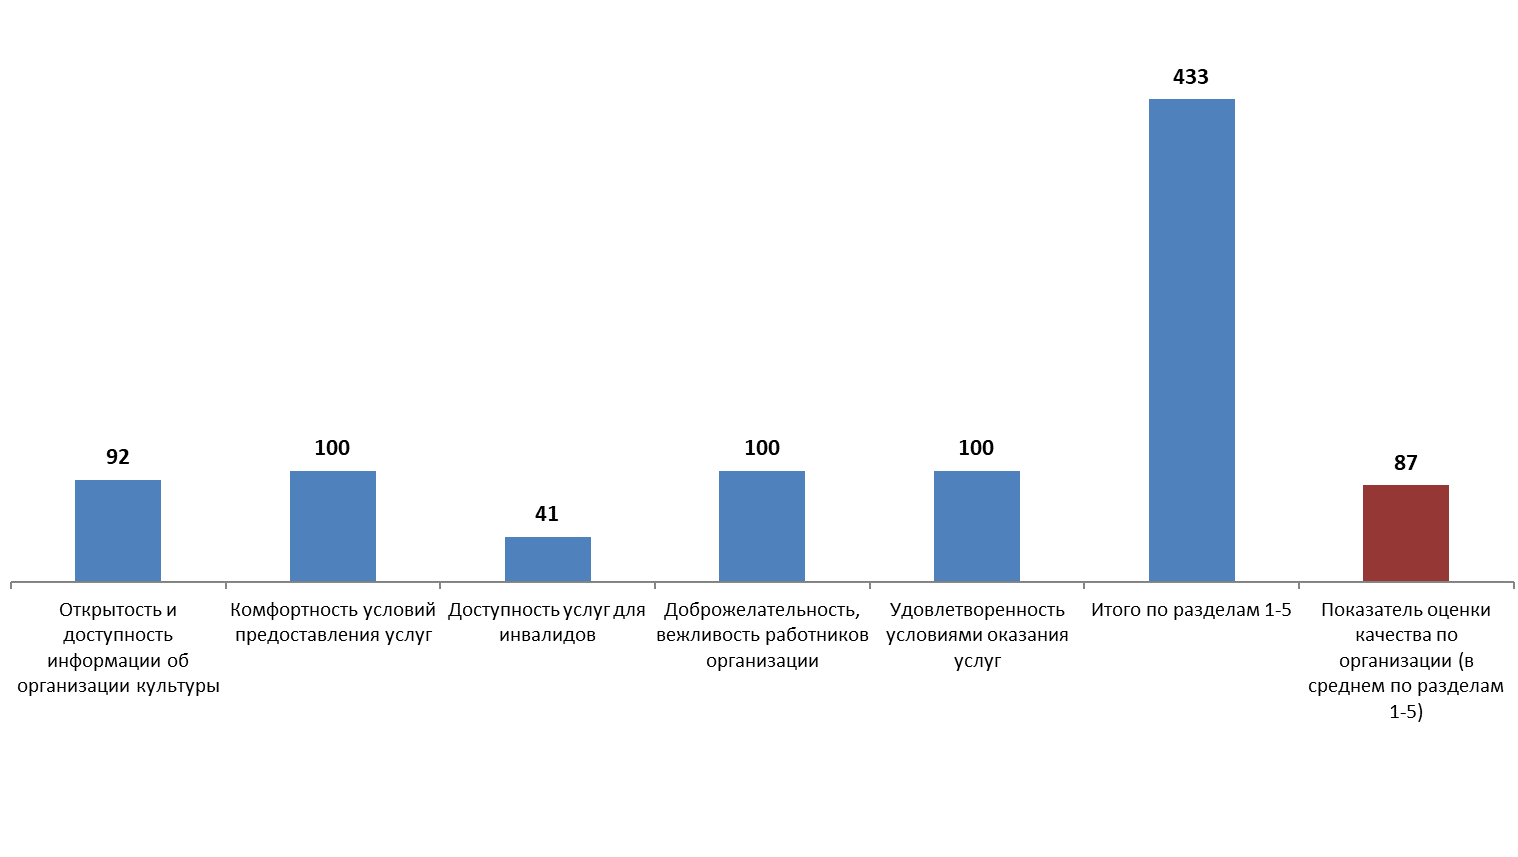 433
92
100
41
100
100
87
Открытость и
доступность
информации об
организации культуры
Комфортность условий
предоставления услуг
Доступность услуг для
инвалидов
Доброжелательность,
вежливость работников
организации
Удовлетворенность
условиями оказания
услуг
Итого по разделам 1-5
Показатель оценки
качества по
организации (в
среднем по разделам
1-5)